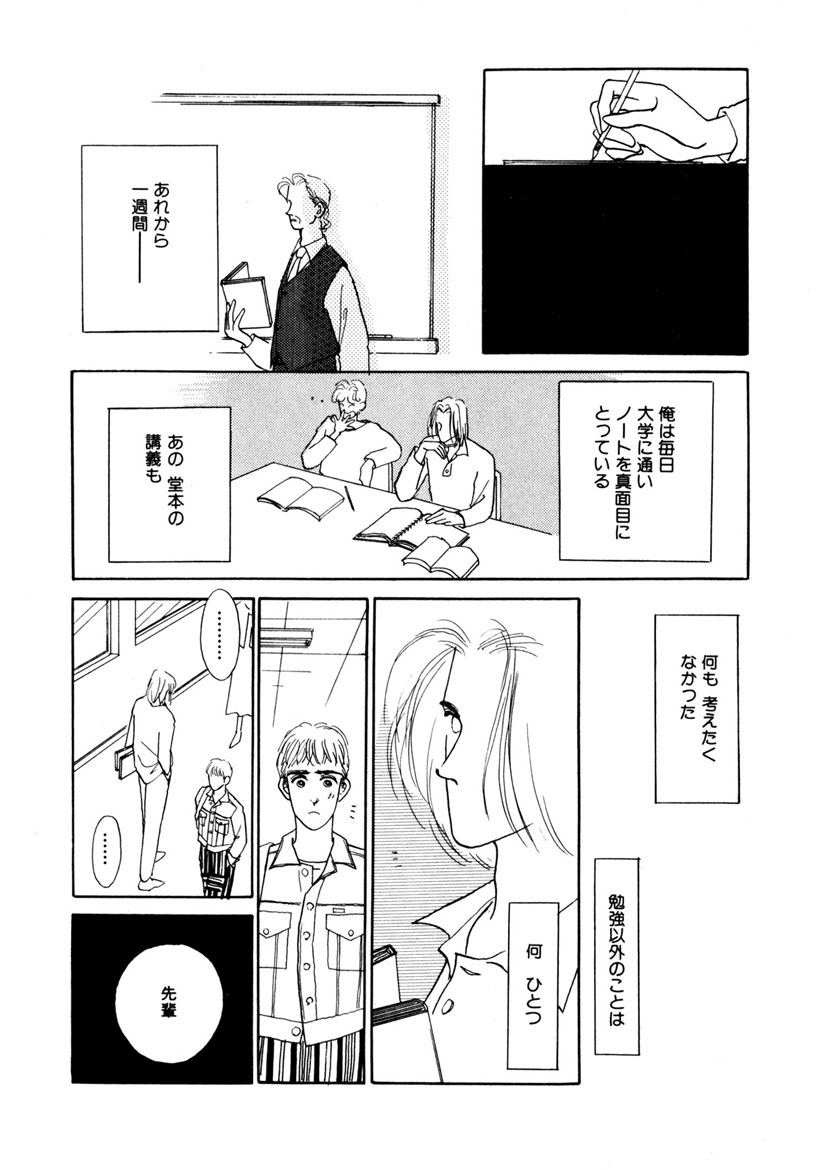 あれから
一週間――
俺は毎日
大学に通い
ノートを真面目に
とっている
あの 堂本の
講義も
何も 考えたく
なかった
勉強以外のことは
何 ひとつ
………
………
先輩